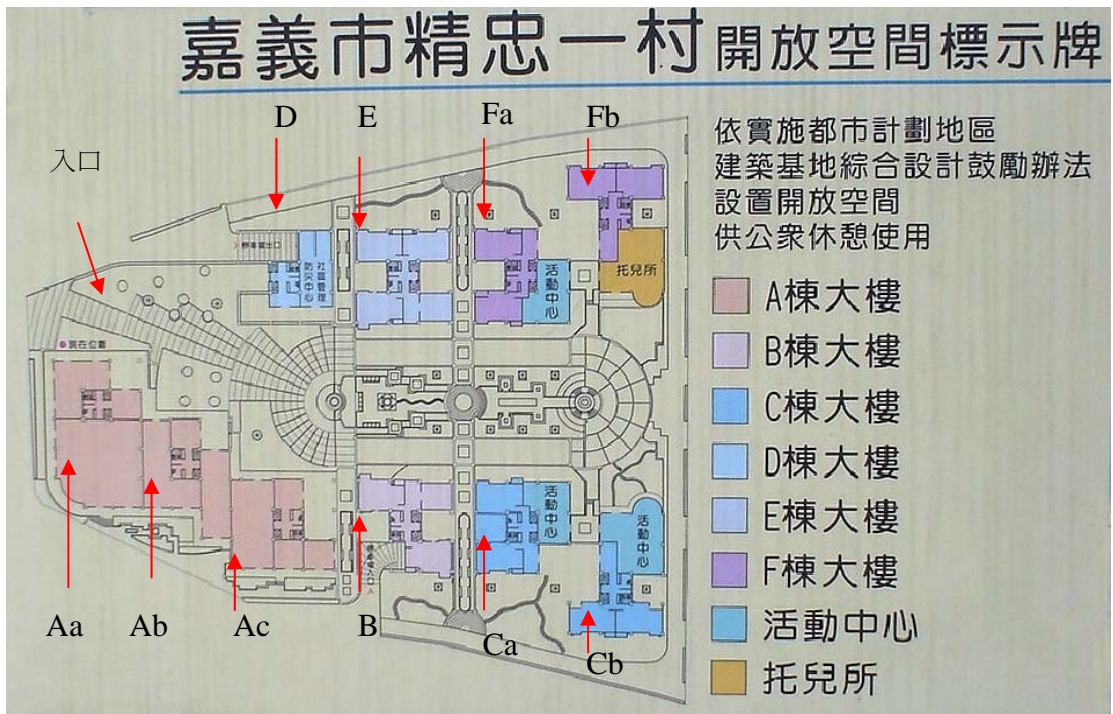 嘉義市精忠一村開放空間標示牌
依實施都市計劃地區
建築基地綜合設計鼓勵辦法
設置開放空間
供公眾休憩使用
A棟大樓
B棟大樓
C棟大樓
D棟大樓
E棟大樓
F棟大樓
活動中心
托兒所
D
E
Fa
Fb
入口
社區管理
防災中心
活動中心
托兒所
現在位置
活動中心
活動中心
Aa
Ab
Ac
B
Ca
Cb